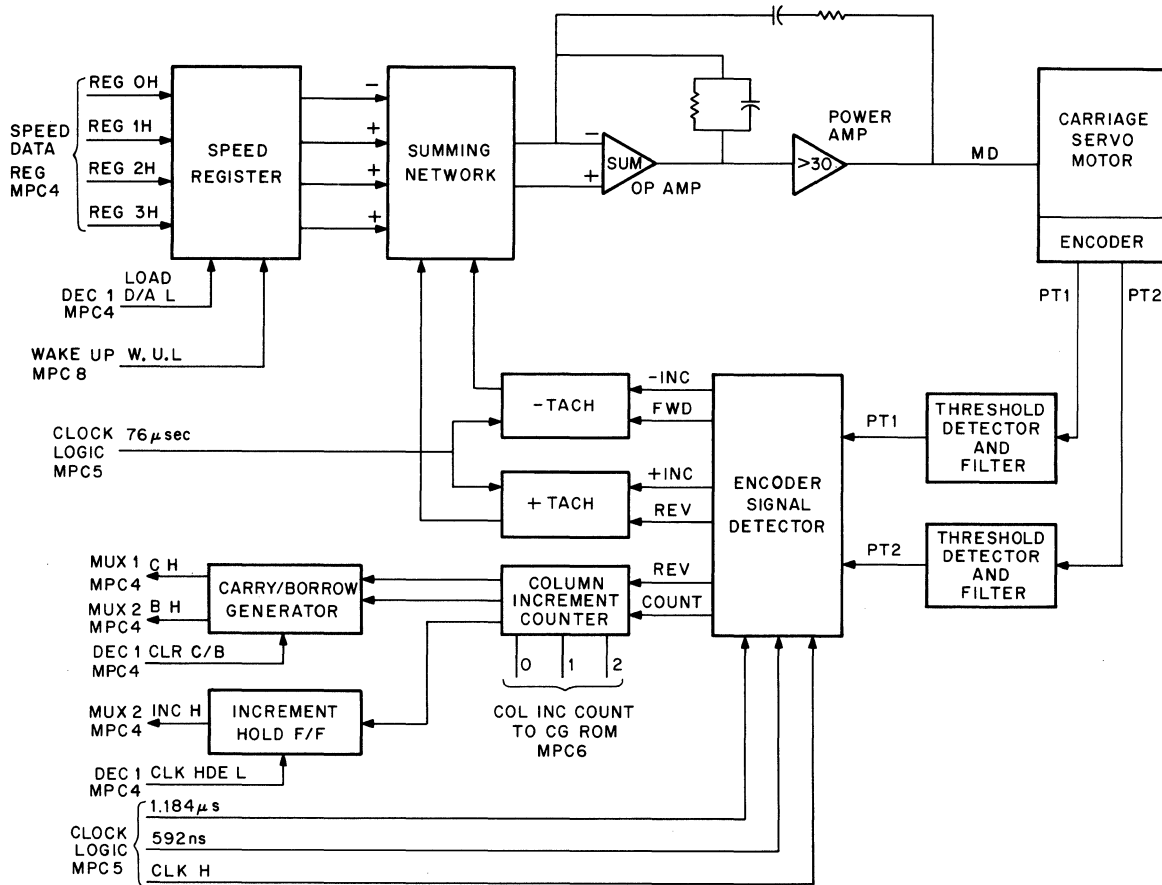 SPEED
DATA
REG
MPC4
REG 0H
REG 1H
REG 2H
REG 3H
SPEED
REGISTER
−
+
+
+
SUMMING
NETWORK
−
+
SUM
OP AMP
POWER
AMP
>30
MD
CARRIAGE
SERVO
MOTOR
ENCODER
PT1
PT2
DEC 1
MPC4
LOAD
D/A L
WAKE UP
MPC 8
W. U. L
CLOCK
LOGIC
MPC5
76 μsec
-TACH
-INC
FWD
+ TACH
+INC
REV
ENCODER
SIGNAL
DETECTOR
PT1
THRESHOLD
DETECTOR
AND
FILTER
PT2
THRESHOLD
DETECTOR
AND
FILTER
MUX 1
MPC4
C H
MUX 2
MPC4
B H
CARRY/BORROW
GENERATOR
DEC 1
MPC4
CLR C/B
COLUMN
INCREMENT
COUNTER
REV
COUNT
0 1 2
COL INC COUNT
TO CG ROM
MPC6
MUX 2
MPC4
INC H
INCREMENT
HOLD F/F
DEC 1
MPC4
CLK HDE L
CLOCK
LOGIC
MPC5
1.184 μs
592ns
CLK H